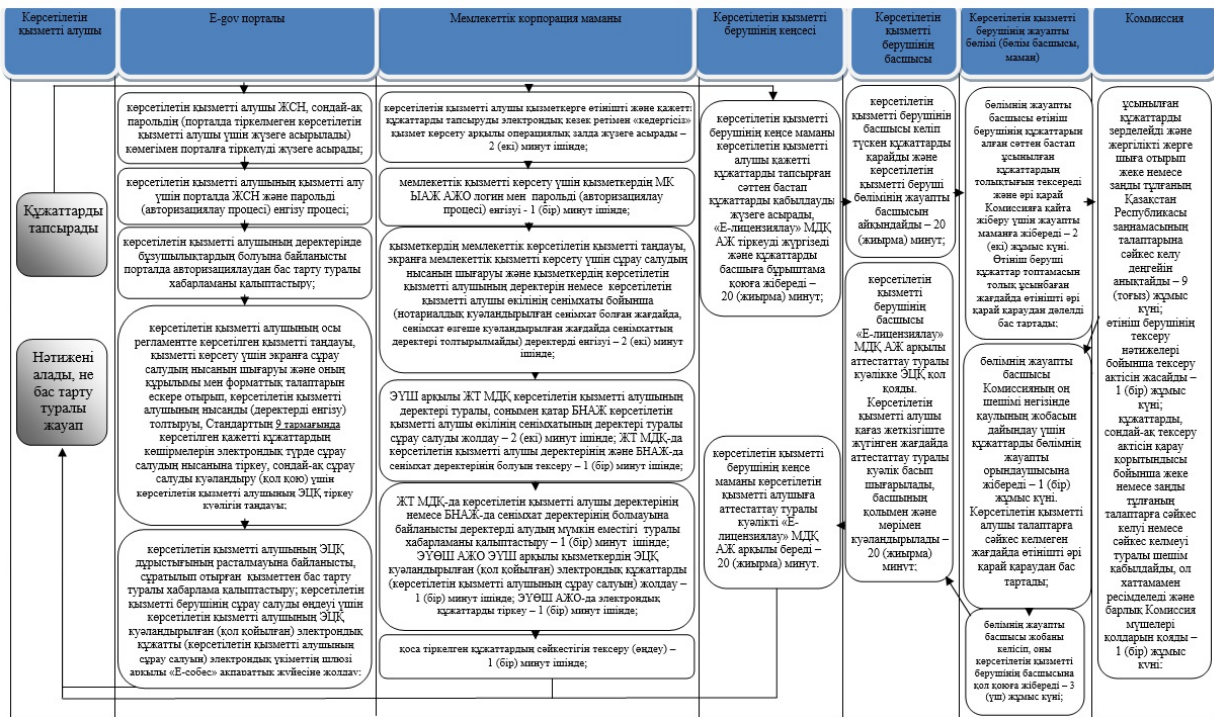 Көрсетілетін
қызметті алушы
E-gov порталы
Мемлекеттік корпорация маманы
Көрсетілетін қызметті
берушінің кеңсесі
Көрсетілетін
қызметті
берушінің
басшысы
Көрсетілетін қызметті
берушінің жауапты
бөлімі (бөлім басшысы,
маман)
Коммиссия
Құжаттарды
тапсырады
Нәтижені
алады, не
бас тарту
туралы
жауап
көрсетілетін қызметті алушы ЖСН, сондай-ақ
парольдің (порталда тіркелмеген көрсетілетін
қызметті алушы үшін жүзеге асырылады)
көмегімен порталға тіркелуді жүзеге асырады;
көрсетілетін қызметті алушының қызметті алу
үшін порталда ЖСН және парольді
(авторизациялау процесі) енгізу процесі;
көрсетілетін қызметті алушының деректерінде
бұзушылықтардың болуына байланысты
порталда авторизациялаудан бас тарту туралы
хабарламаны қалыптастыру;
көрсетілетін қызметті алушының осы
регламентте көрсетілген қызметті таңдауы,
қызметті көрсету үшін экранға сұрау
салудың нысанын шығаруы және оның
құрылымы мен форматтық талаптарын
ескере отырып, көрсетілетін қызметті
алушының нысанды (деректерді енгізу)
толтыруы, Стандарттың 9 тармағында
көрсетілген қажетті құжаттардың
көшірмелерін электрондық түрде сұрау
салудың нысанына тіркеу, сондай-ақ сұрау
салуды куәландыру (қол қою) үшін
көрсетілетін қызметті алушының ЭЦҚ тіркеу
куәлігін таңдауы;
көрсетілетін қызметті алушының ЭЦҚ
дұрыстығының расталмауына байланысты,
сұратылып отырған қызметтен бас тарту
туралы хабарлама қалыптастыру; көрсетілетін
қызметті берушінің сұрау салуды өңдеуі үшін
көрсетілетін қызметті алушының ЭЦҚ
куәландырылған (қол қойылған) электрондық
құжатты (көрсетілетін қызметті алушының
сұрау салуын) электрондық үкіметтің шлюзі
арқылы «Е-собес» ақпараттық жүйесіне жолдау;
көрсетілетін қызметті алушы қызметкерге өтінішті және қажетт:
құжаттарды тапсыруды электрондық кезек ретімен «кедергісіз»
қызмет көрсету арқылы операциялық залда жүзеге асырады –
2 (екі) минут ішінде;
мемлекеттік қызметті көрсету үшін қызметкердің МК
ЫАЖ АЖО логин мен парольді (авторизациялау
процесі) енгізуі - 1 (бір) минут ішінде;
қызметкердің мемлекеттік көрсетілетін қызметті таңдауы,
экранға мемлекеттік қызметті көрсету үшін сұрау салудың
нысанын шығаруы және қызметкердің көрсетілетін
қызметті алушының деректерін немесе көрсетілетін
қызметті алушы өкілінің сенімхаты бойынша
(нотариалдық куәландырылған сенімхат болған жағдайда,
сенімхат өзгеше куәландырылған жағдайда сенімхаттың
деректері толтырылмайды) деректерді енгізуі – 2 (екі) минут
ішінде;
ЭҮШ арқылы ЖТ МДҚ көрсетілетін қызметті алушының
деректері туралы, сонымен қатар БНАЖ көрсетілетін
қызметті алушы өкілінің сенімхатының деректері туралы
сұрау салуды жолдау – 2 (екі) минут ішінде; ЖТ МДҚ-да
көрсетілетін қызметті алушы деректерінің және БНАЖ-да
сенімхат деректерінің болуын тексеру – 1 (бір) минут ішінде;
ЖТ МДҚ-да көрсетілетін қызметті алушы деректерінің
немесе БНАЖ-да сенімхат деректерінің болмауына
байланысты деректерді алудың мүмкін еместігі туралы
хабарламаны қалыптастыру – 1 (бір) минут ішінде;
ЭҮӨШ АЖО ЭҮШ арқылы қызметкердің ЭЦҚ
куәландырылған (қол қойылған) электрондық құжаттарды
(көрсетілетін қызметті алушының сұрау салуын) жолдау –
1 (бір) минут ішінде; ЭҮӨШ АЖО-да электрондық
құжаттарды тіркеу – 1 (бір) минут ішінде;
қоса тіркелген құжаттардың сәйкестігін тексеру (өңдеу) –
1 (бір) минут ішінде;
көрсетілетін қызметті
берушінің кеңсе маманы
көрсетілетін қызметті
алушы қажетті
құжаттарды тапсырған
сәттен бастап
құжаттарды қабылдауды
жүзеге асырады,
«Е-лицензиялау» МДҚ
АЖ тіркеуді жүргізеді
және құжаттарды
басшыға бұрыштама
қоюға жібереді –
20 (жиырма) минут;
көрсетілетін қызметті
берушінің кеңсе
маманы көрсетілетін
қызметті алушыға
аттестаттау туралы
куәлікті «Е-
лицензиялау» МДҚ
АЖ арқылы береді –
20 (жиырма) минут.
көрсетілетін
қызметті берушінің
басшысы келіп
түскен құжаттарды
қарайды және
көрсетілетін
қызметті беруші
бөлімінің жауапты
басшысын
айқындайды – 20
(жиырма) минут;
көрсетілетін
қызметті
берушінің
басшысы
«Е-лицензиялау»
МДҚ АЖ арқылы
аттестаттау туралы
куәлікке ЭЦҚ қол
қояды.
Көрсетілетін
қызметті алушы
қағаз жеткізгіште
жүгінген жағдайда
аттестаттау туралы
куәлік басып
шығарылады,
басшының
қолымен және
мөрімен
куәландырылады –
20 (жиырма)
минут;
бөлімнің жауапты
басшысы өтініш
берушінің құжаттарын
алған сәттен бастап
ұсынылған
құжаттардың
толықтығын тексереді
және әрі қарай
Комиссияға қайта
жіберу үшін жауапты
маманға жібереді – 2
(екі) жұмыс күні.
Өтініш беруші
құжаттар топтамасын
толық ұсынбаған
жағдайда өтінішті әрі
қарай қараудан дәлелді
бас тартады;
бөлімнің жауапты
басшысы
Комиссияның оң
шешімі негізінде
қаулының жобасын
дайындау үшін
құжаттарды бөлімнің
жауапты
орындаушысына
жібереді – 1 (бір)
жұмыс күні.
Көрсетілетін қызметті
алушы талаптарға
сәйкес келмеген
жағдайда өтінішті әрі
қарай қараудан бас
тартады;
бөлімнің жауапты
басшысы жобаны
келісіп, оны
көрсетілетін қызметті
берушінің басшысына
қол қоюға жібереді – 3
(үш) жұмыс күні;
ұсынылған
құжаттарды
зерделейді және
жергілікті жерге
шыға отырып
жеке немесе
заңды тұлғаның
Қазақстан
Республикасы
заңнамасының
талаптарына
сәйкес келу
деңгейін
анықтайды – 9
(тоғыз) жұмыс
күні;
өтініш берушінің
тексеру
нәтижелері
бойынша тексеру
актісін жасайды –
1 (бір) жұмыс
күні;
құжаттарды,
сондай-ақ тексеру
актісін қарау
қорытындысы
бойынша жеке
немесе заңды
тұлғаның
талаптарға сәйкес
келуі немесе
сәйкес келмеуі
туралы шешім
қабылдайды, ол
хаттамамен
ресімделеді және
барлық Комиссия
мүшелері
қолдарын қояды –
1 (бір) жұмыс
күні;